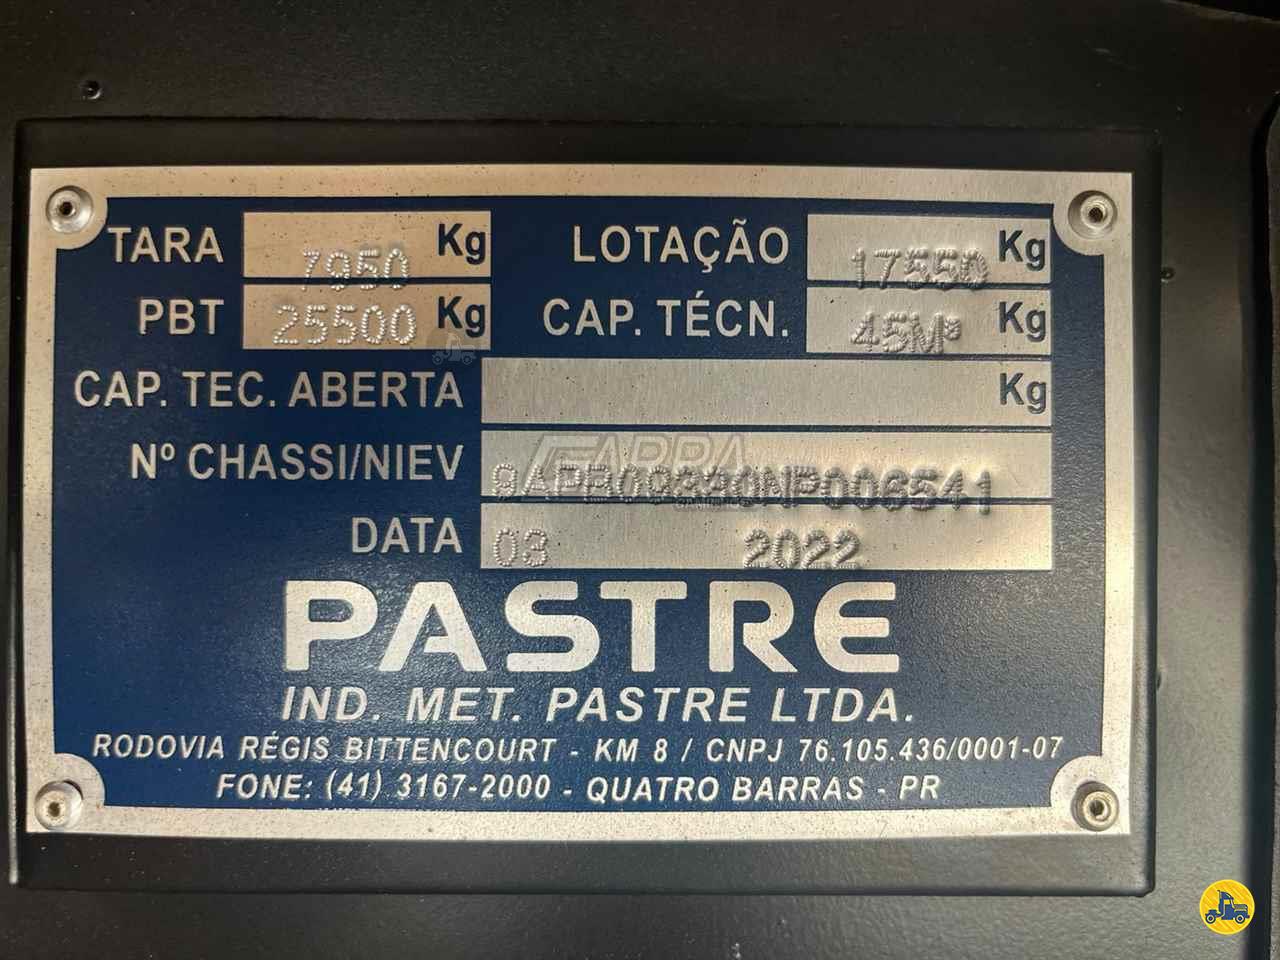 TARA 7950 Kg LOTAÇÃO 17550 Kg
PBT 25500 Kg CAP. TÉCN. 45M³ Kg
CAP. TEC. ABERTA Kg
Nº CHASSI/NIEV
DATA 03 2022
PASTRE
IND. MET. PASTRE LTDA.
RODOVIA RÉGIS BITTENCOURT - KM 8 / CNPJ 76.105.436/0001-07
FONE: (41) 3167-2000 - QUATRO BARRAS - PR